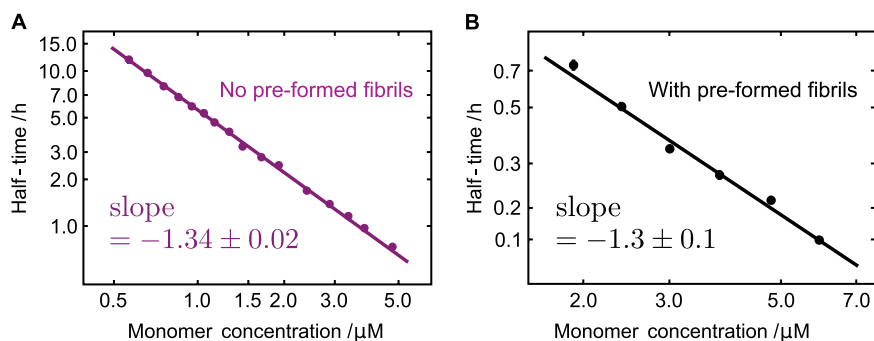 A
15.0
10.0
7.0
5.0
3.0
2.0
1.0
Half-time /h
No pre-formed fibrils
slope
= −1.34 ± 0.02
0.5 1.0 1.5 2.0 3.0 5.0
Monomer concentration /μM
B
0.7
0.5
0.3
0.2
0.1
Half-time /h
With pre-formed fibrils
slope
= −1.3 ± 0.1
2.0 3.0 5.0 7.0
Monomer concentration/μM